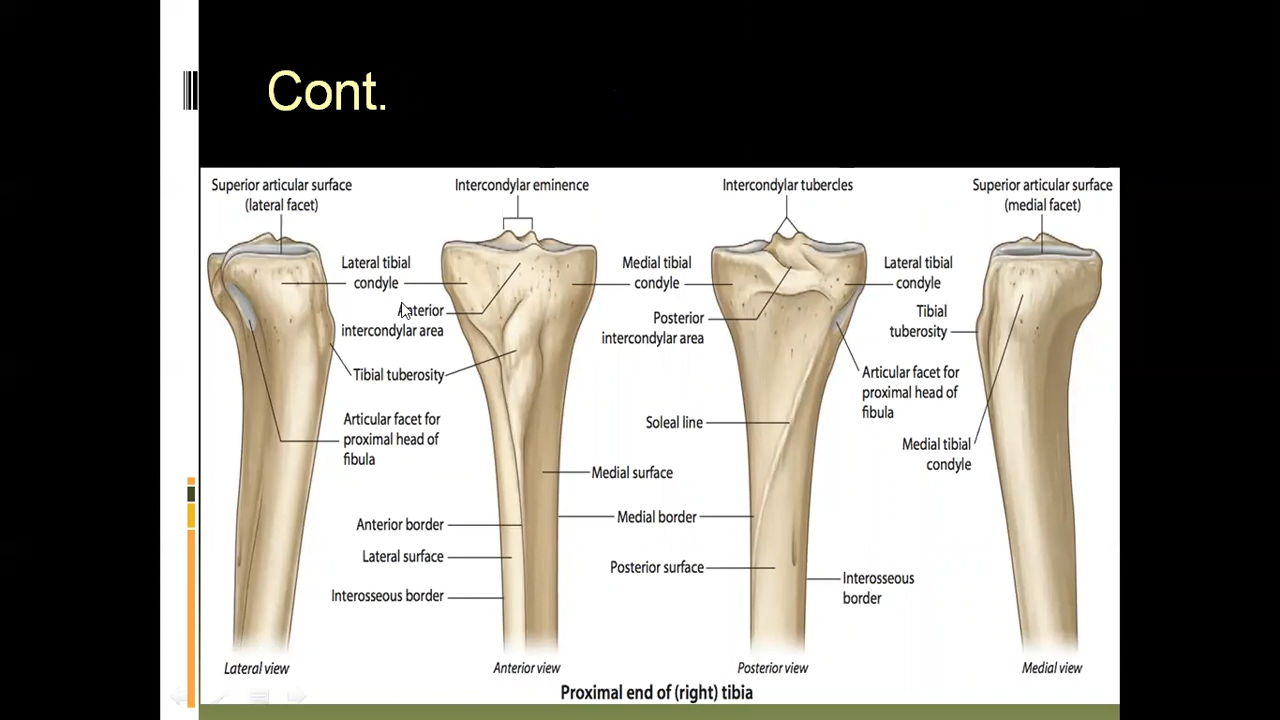 Cont.
Superior articular surface
(lateral facet)
Intercondylar eminence
Intercondylar tubercles
Superior articular surface
(medial facet)
Lateral tibial
condyle
Anterior
intercondylar area
Tibial tuberosity
Articular facet for
proximal head of
fibula
Anterior border
Lateral surface
Interosseous border
Medial tibial
condyle
Posterior
intercondylar area
Soleal line
Medial surface
Medial border
Posterior surface
Lateral tibial
condyle
Tibial
tuberosity
Articular facet for
proximal head of
fibula
Medial tibial
condyle
Interosseous
border
Lateral view
Anterior view
Posterior view
Medial view
Proximal end of (right) tibia